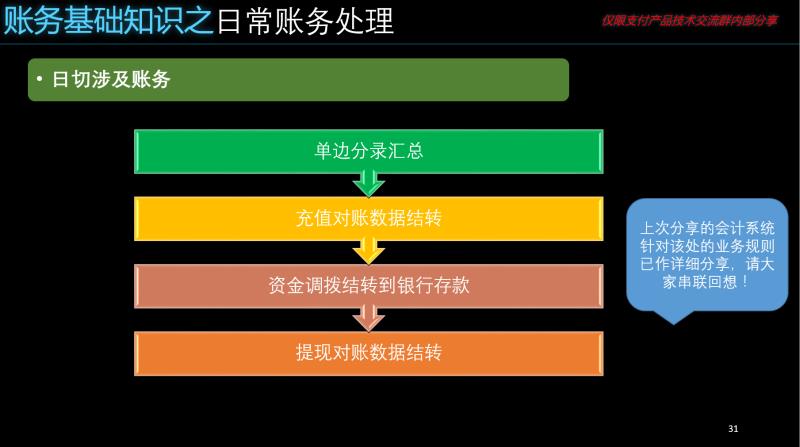 账务基础知识之日常账务处理
仅限支付产品技术交流群内部分享
• 日切涉及账务
单边分录汇总
充值对账数据结转
资金调拨结转到银行存款
提现对账数据结转
上次分享的会计系统
针对该处的业务规则
已作详细分享，请大
家串联回想！
31